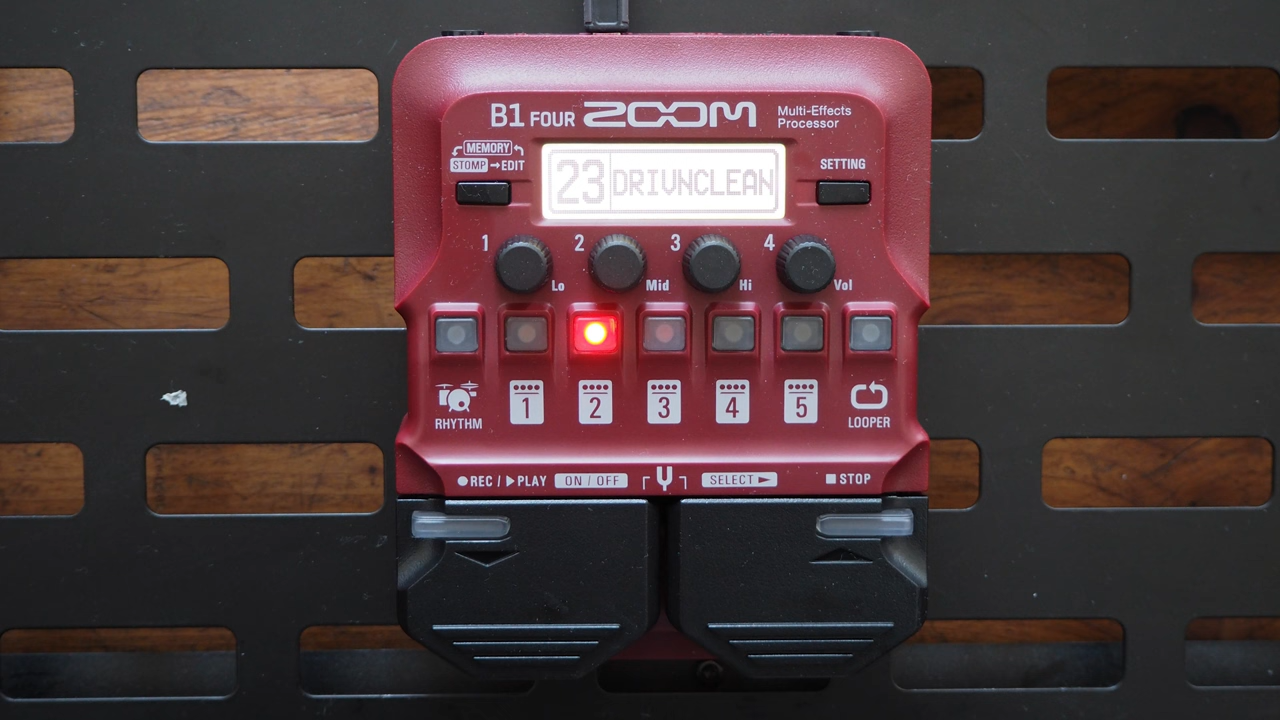 B1 FOUR ZOOM Multi-Effects
Processor
MEMORY
STOMP → EDIT
SETTING
23 DRIVNCLEAN
1 2 3 4
Lo Mid Hi Vol
1 2 3 4 5
RHYTHM LOOPER
●REC / ▶PLAY ON / OFF SELECT ► ■STOP